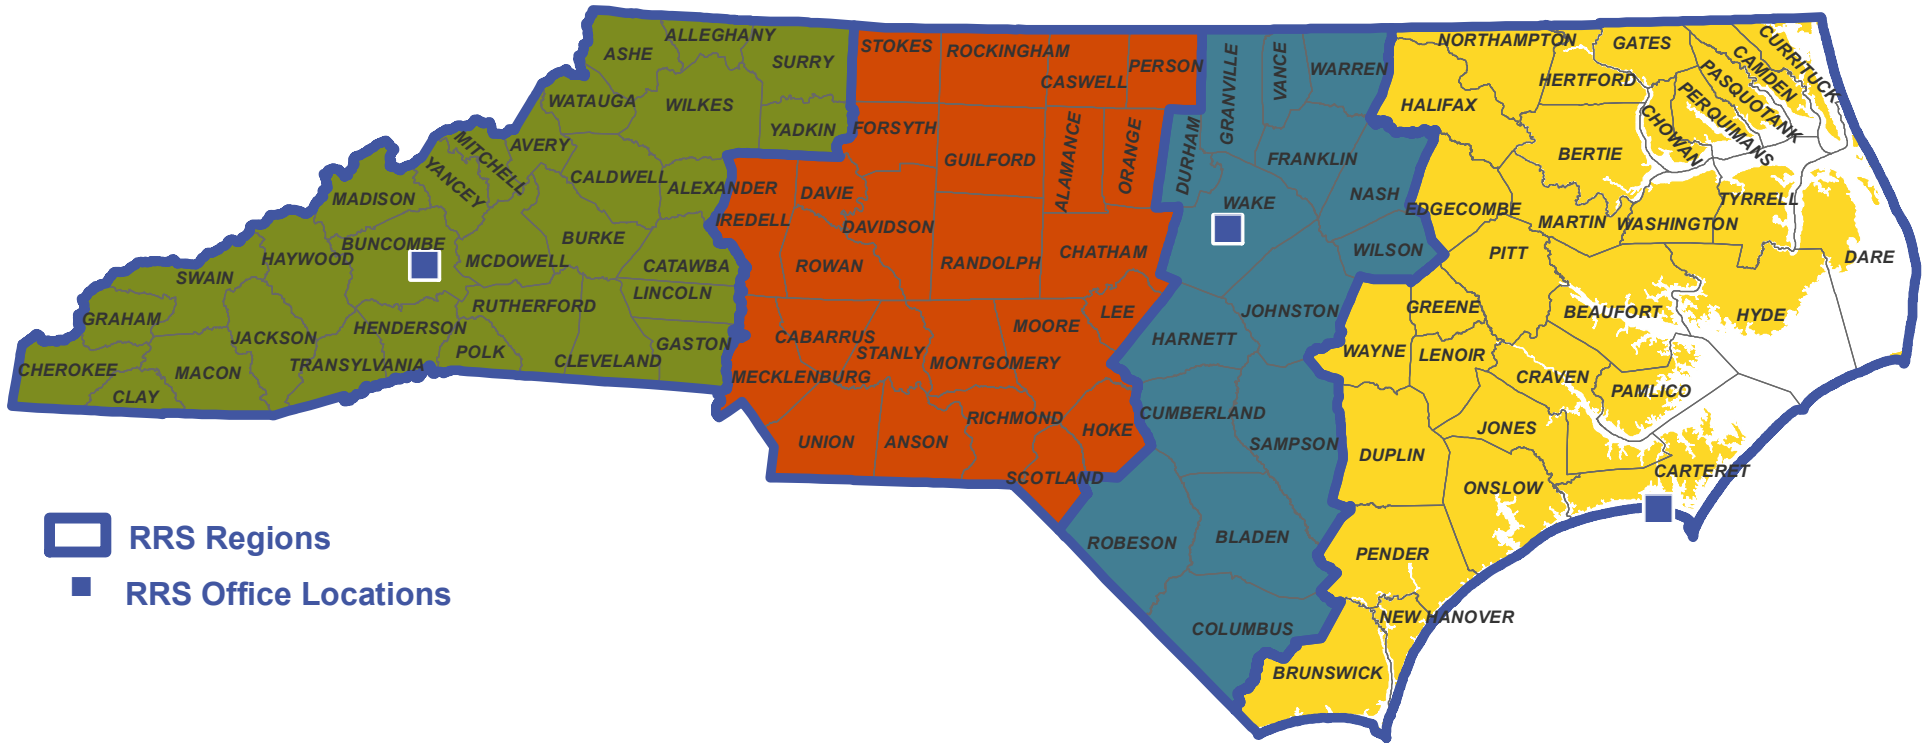 ALLEGHANY
ASHE
SURRY
WATAUGA
WILKES
YADKIN
MITCHELL
AVERY
YANCEY
CALDWELL
ALEXANDER
MADISON
BUNCOMBE
BURKE
HAYWOOD
MCDOWELL
CATAWBA
SWAIN
LINCOLN
RUTHERFORD
GRAHAM
HENDERSON
JACKSON
GASTON
POLK
CLEVELAND
TRANSYLVANIA
CHEROKEE
MACON
CLAY
STOKES
ROCKINGHAM
CASWELL
PERSON
FORSYTH
GUILFORD
ALAMANCE
ORANGE
DAVIE
IREDELL
DAVIDSON
CHATHAM
ROWAN
RANDOLPH
LEE
MOORE
CABARRUS
STANLY
MONTGOMERY
MECKLENBURG
RICHMOND
HOKE
UNION
ANSON
SCOTLAND
GRANVILLE
VANCE
WARREN
DURHAM
FRANKLIN
NASH
WAKE
WILSON
JOHNSTON
HARNETT
CUMBERLAND
SAMPSON
ROBESON
BLADEN
COLUMBUS
NORTHAMPTON
GATES
CURRITUCK
CAMDEN
PASQUOTANK
PERQUIMANS
CHOWAN
HERTFORD
HALIFAX
BERTIE
TYRRELL
EDGECOMBE
MARTIN
WASHINGTON
PITT
DARE
GREENE
BEAUFORT
HYDE
WAYNE
LENOIR
CRAVEN
PAMLICO
JONES
DUPLIN
CARTERET
ONSLOW
PENDER
NEW HANOVER
BRUNSWICK
RRS Regions
RRS Office Locations